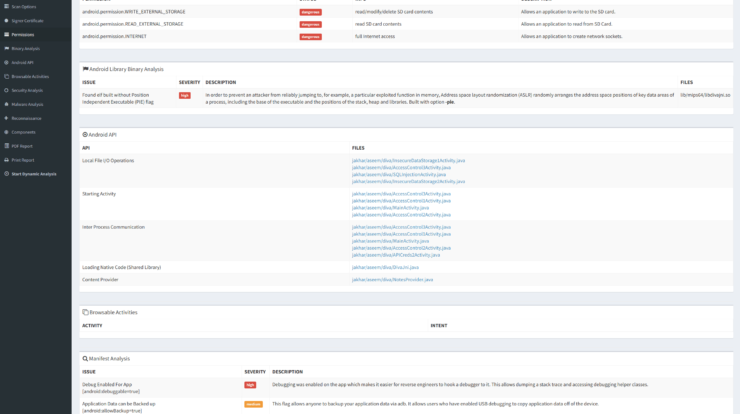 Scan Options
Signer Certificate
Permissions
Binary Analysis
Android API
Browsable Activities
Security Analysis
Malware Analysis
Reconnaissance
Components
PDF Report
Print Report
Start Dynamic Analysis
android.permission.WRITE_EXTERNAL_STORAGE dangerous read/modify/delete SD card contents Allows an application to write to the SD card.
android.permission.READ_EXTERNAL_STORAGE dangerous read SD card contents Allows an application to read from SD Card.
android.permission.INTERNET dangerous full Internet access Allows an application to create network sockets.
Android Library Binary Analysis
ISSUE SEVERITY DESCRIPTION FILES
Found elf built without Position Independent Executable (PIE) flag high In order to prevent an attacker from reliably jumping to, for example, a particular exploited function in memory, Address space layout randomization (ASLR) randomly arranges the address space positions of key data areas
of a process, including the base of the executable and the positions of the stack, heap and libraries. Built with option -pie.
Android API
API FILES
Local File I/O Operations jakhar/aseem/diva/InsecureDataStorage1Activity.java
jakhar/aseem/diva/AccessControl3Activity.java
jakhar/aseem/diva/SQLInjectionActivity.java
jakhar/aseem/diva/InsecureDataStorage2Activity.java
Starting Activity jakhar/aseem/diva/AccessControl3Activity.java
jakhar/aseem/diva/AccessControl1Activity.java
jakhar/aseem/diva/MainActivity.java
jakhar/aseem/diva/AccessControl2Activity.java
Inter Process Communication jakhar/aseem/diva/AccessControl3Activity.java
jakhar/aseem/diva/AccessControl1Activity.java
jakhar/aseem/diva/MainActivity.java
jakhar/aseem/diva/AccessControl2Activity.java
jakhar/aseem/diva/APICreds2Activity.java
Loading Native Code (Shared Library) jakhar/aseem/diva/DivaJni.java
Content Provider jakhar/aseem/diva/NotesProvider.java
Browsable Activities
ACTIVITY INTENT
Manifest Analysis
ISSUE SEVERITY DESCRIPTION
Debug Enabled For App high Debugging was enabled on the app which makes it easier for reverse engineers to hook a debugger to it. This allows dumping a stack trace and accessing debugging helper classes.
[android:debuggable=true]
Application Data can be Backed up medium This flag allows anyone to backup your application data via adb. It allows users who have enabled USB debugging to copy application data off of the device.
[android:allowBackup=true]